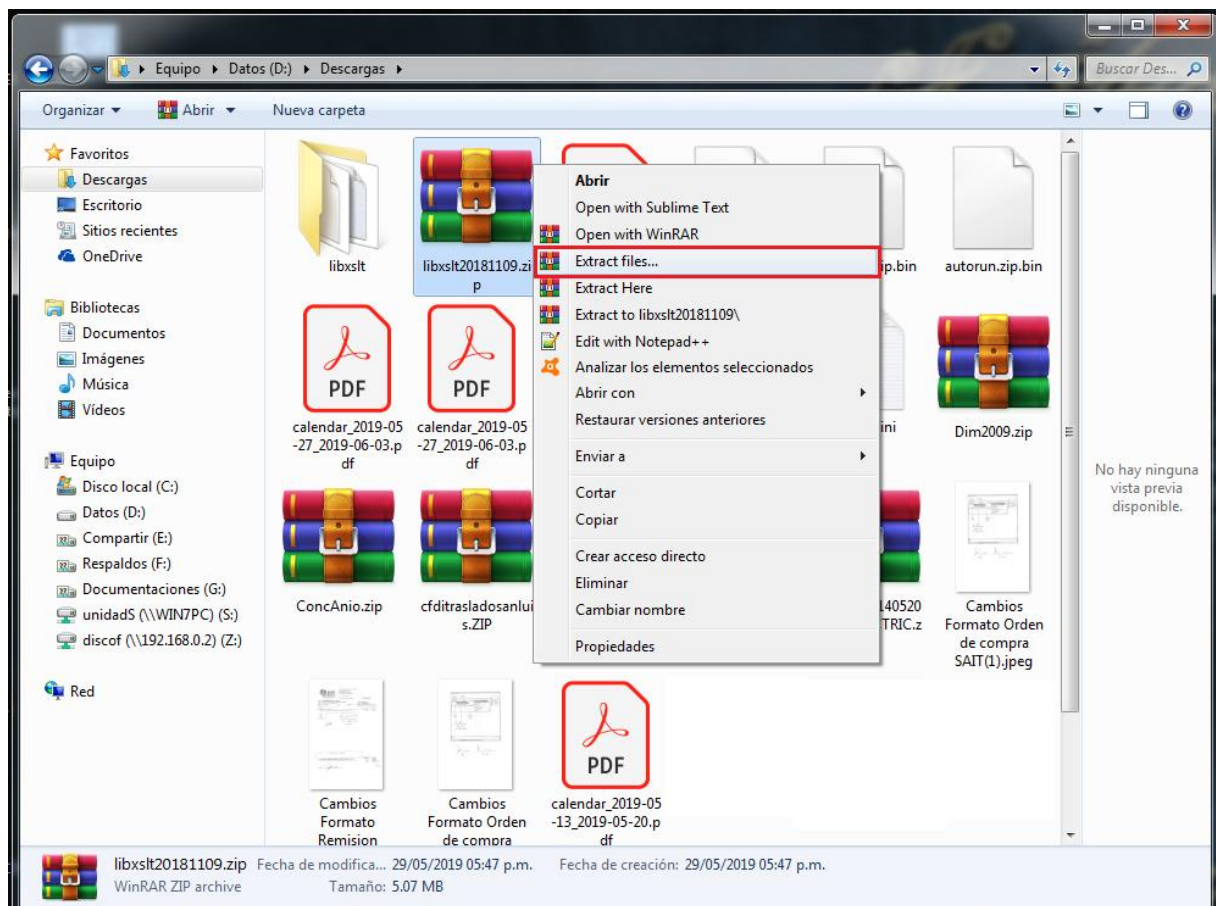 Equipo ▸ Datos (D:) ▸ Descargas ▸
Buscar Des...
Organizar
Abrir
Nueva carpeta
Favoritos
Descargas
Escritorio
Sitios recientes
OneDrive
Bibliotecas
Documentos
Imágenes
Música
Vídeos
Equipo
Disco local (C:)
Datos (D:)
Compartir (E:)
Respaldos (F:)
Documentaciones (G:)
unidadS (\\WIN7PC) (S:)
discof (\\192.168.0.2) (Z:)
Red
libxslt
libxslt20181109.zi
p
ip.bin
autorun.zip.bin
Abrir
Open with Sublime Text
Open with WinRAR
Extract files...
Extract Here
Extract to libxslt20181109\
Edit with Notepad++
Analizar los elementos seleccionados
Abrir con
Restaurar versiones anteriores
Enviar a
Cortar
Copiar
Crear acceso directo
Eliminar
Cambiar nombre
Propiedades
PDF
calendar_2019-05
-27_2019-06-03.p
df
PDF
calendar_2019-05
-27_2019-06-03.p
df
ini
Dim2009.zip
ConcAnio.zip
cfditrasladosanlui
s.ZIP
140520
TRIC.z
Cambios
Formato Orden
de compra
SAIT(1).jpeg
Cambios
Formato
Remision
Cambios
Formato Orden
de compra
PDF
calendar_2019-05
-13_2019-05-20.p
df
No hay ninguna
vista previa
disponible.
libxslt20181109.zip Fecha de modifica... 29/05/2019 05:47 p.m. Fecha de creación: 29/05/2019 05:47 p.m.
WinRAR ZIP archive Tamaño: 5.07 MB